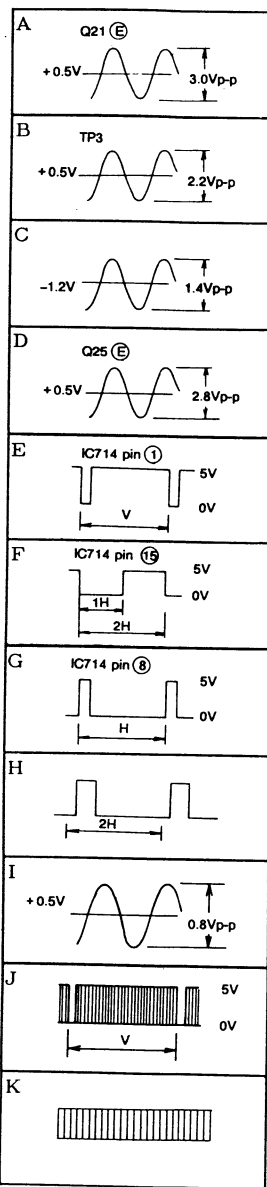 A
Q21 Ⓔ
+0.5V
3.0Vp-p
B
TP3
+0.5V
2.2Vp-p
C
−1.2V
1.4Vp-p
D
Q25 Ⓔ
+0.5V
2.8Vp-p
E
IC714 pin ①
5V
0V
V
F
IC714 pin ⑮
5V
0V
1H
2H
G
IC714 pin ⑧
5V
0V
H
H
2H
I
+0.5V
0.8Vp-p
J
5V
0V
V
K